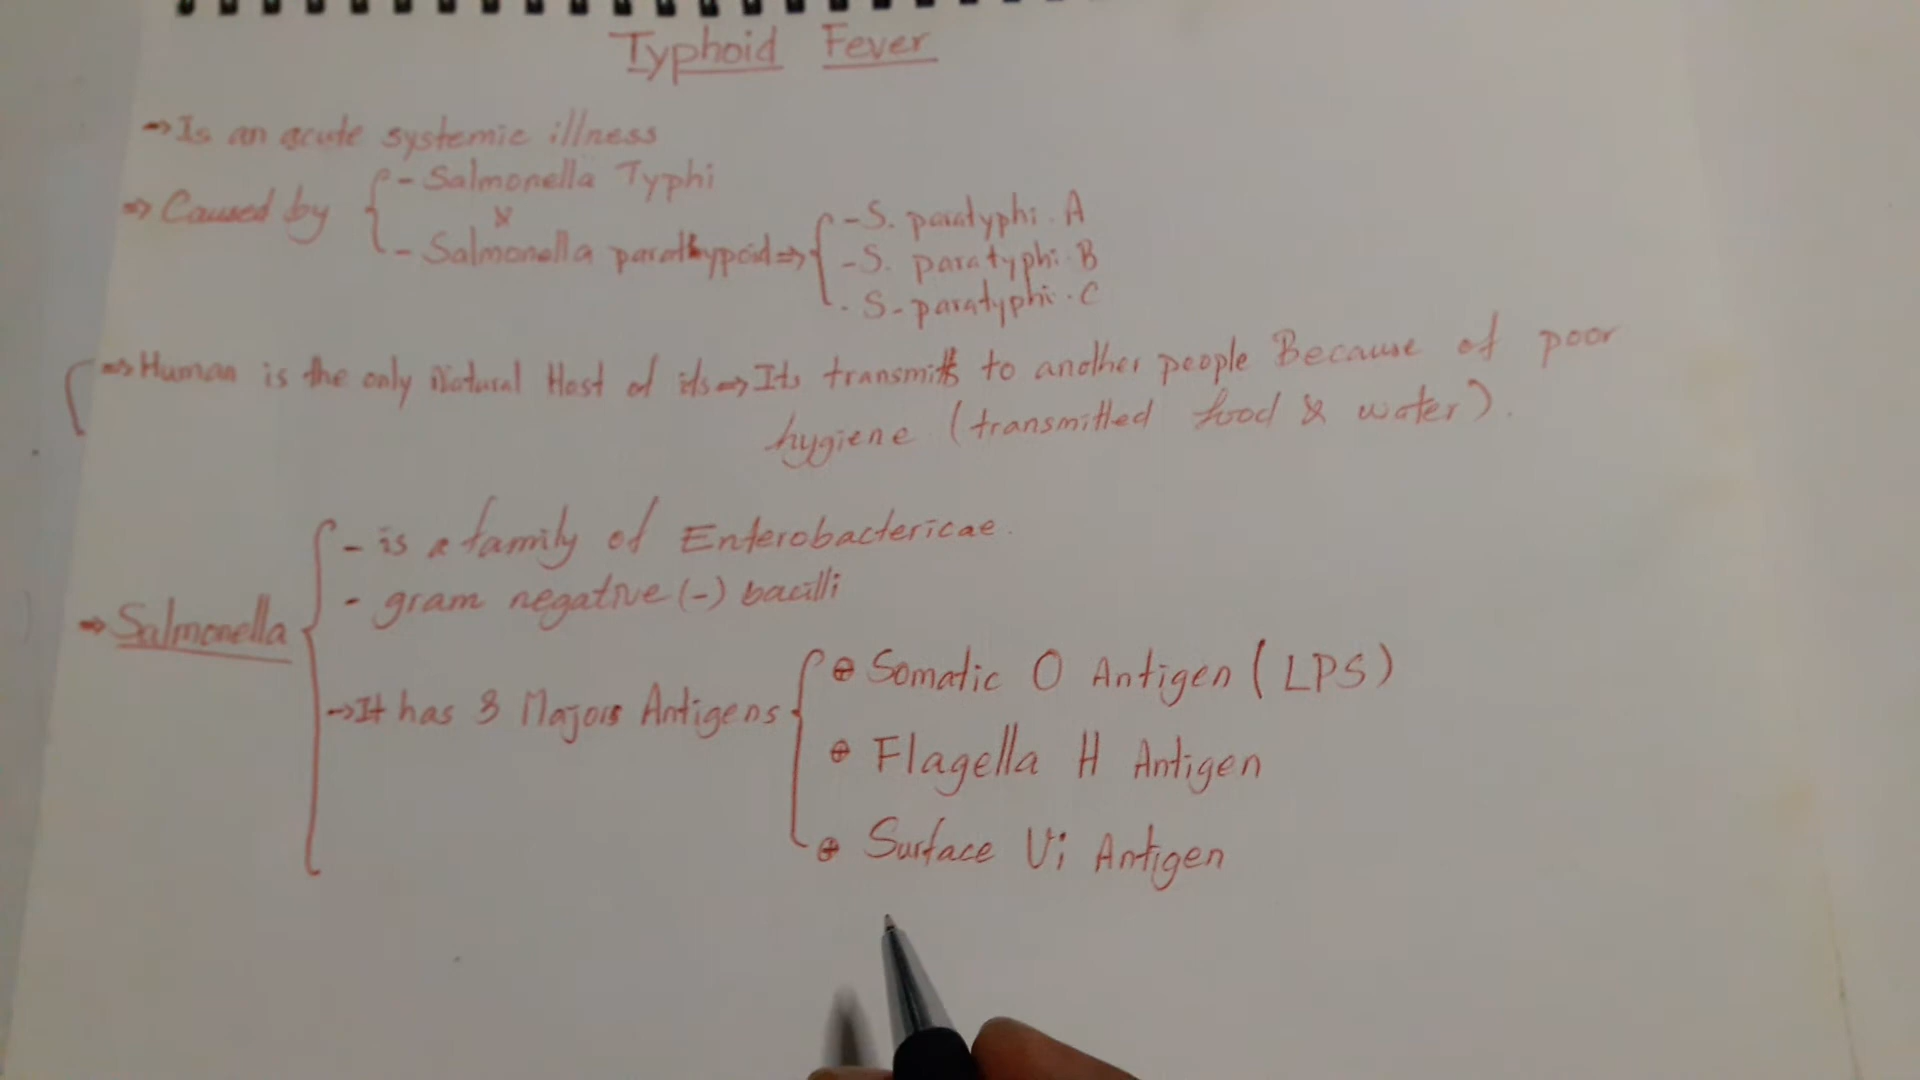 Typhoid Fever
→ Is an acute systemic illness
⇒ Caused by { - Salmonella Typhi
&
- Salmonella parathypoid ⇒ { - S. paratyphi. A
- S. paratyphi. B
- S- paratyphi. C
⇒ Human is the only Natural Host of its ⇒ Its transmits to another people Because of poor
hygiene (transmitted food & water).
⇒ Salmonella { - is a family of Enterobactericae.
- gram negative (-) bacilli
→ It has 3 Majors Antigens { ⊕ Somatic O Antigen (LPS)
⊕ Flagella H Antigen
⊕ Surface Vi Antigen